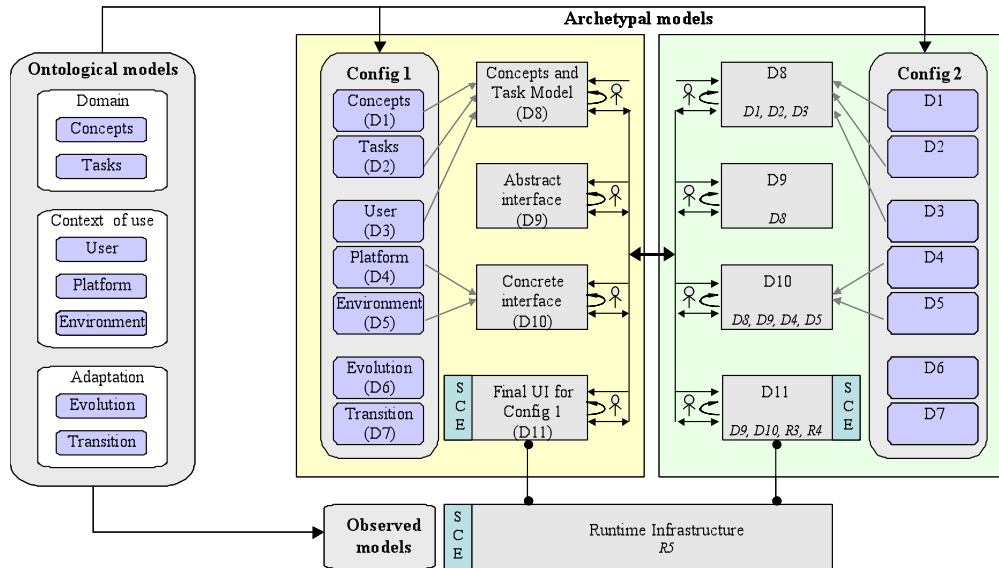 Archetypal models
Ontological models
Domain
Concepts
Tasks
Context of use
User
Platform
Environment
Adaptation
Evolution
Transition
Config 1
Concepts
(D1)
Tasks
(D2)
User
(D3)
Platform
(D4)
Environment
(D5)
Evolution
(D6)
Transition
(D7)
Concepts and
Task Model
(D8)
Abstract
interface
(D9)
Concrete
interface
(D10)
S
C
E
Final UI for
Config 1
(D11)
D8
D1, D2, D3
D9
D8
D10
D8, D9, D4, D5
D11
D9, D10, R3, R4
S
C
E
Config 2
D1
D2
D3
D4
D5
D6
D7
Observed
models
S
C
E
Runtime Infrastructure
R5